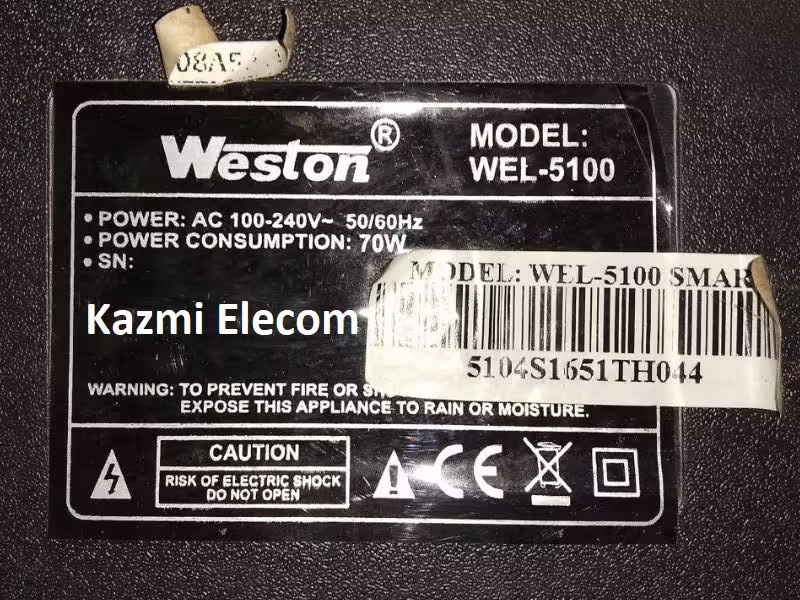 Weston®
MODEL:
WEL-5100
• POWER: AC 100-240V~ 50/60Hz
• POWER CONSUMPTION: 70W
• SN:
MODEL: WEL-5100 SMAR
Kazmi Elecom
5104S1651TH044
WARNING: TO PREVENT FIRE OR
EXPOSE THIS APPLIANCE TO RAIN OR MOISTURE.
CAUTION
RISK OF ELECTRIC SHOCK
DO NOT OPEN
CE